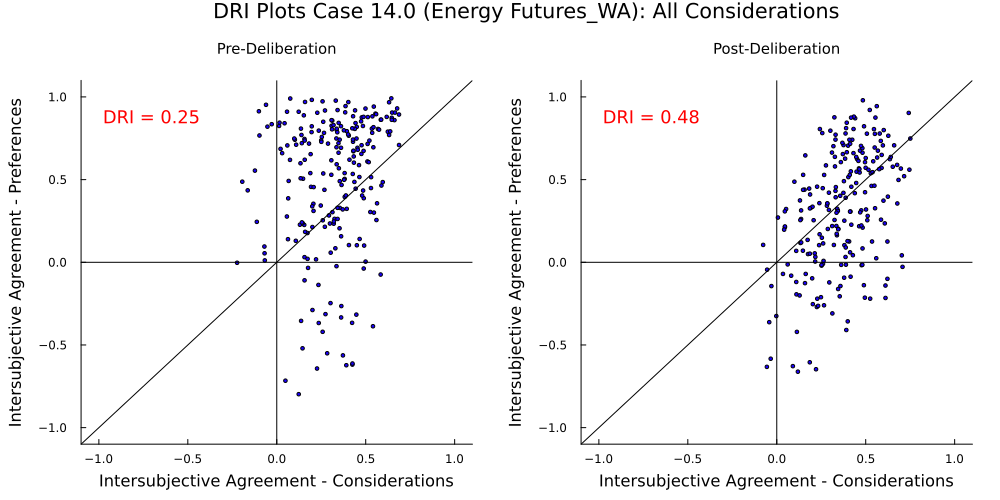 DRI Plots Case 14.0 (Energy Futures_WA): All Considerations
Pre-Deliberation
DRI = 0.25
Intersubjective Agreement - Preferences
1.0
0.5
0.0
−0.5
−1.0
−1.0
−0.5
0.0
0.5
1.0
Intersubjective Agreement - Considerations
Post-Deliberation
DRI = 0.48
Intersubjective Agreement - Preferences
1.0
0.5
0.0
−0.5
−1.0
−1.0
−0.5
0.0
0.5
1.0
Intersubjective Agreement - Considerations